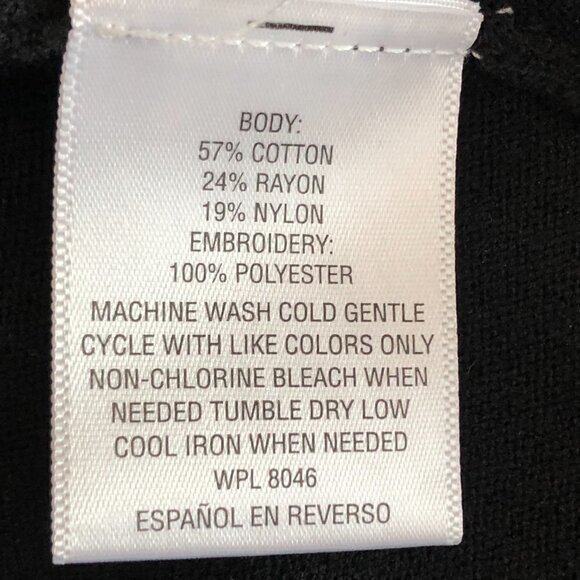 BODY:
57% COTTON
24% RAYON
19% NYLON
EMBROIDERY:
100% POLYESTER
MACHINE WASH COLD GENTLE
CYCLE WITH LIKE COLORS ONLY
NON-CHLORINE BLEACH WHEN
NEEDED TUMBLE DRY LOW
COOL IRON WHEN NEEDED
WPL 8046
ESPAÑOL EN REVERSO